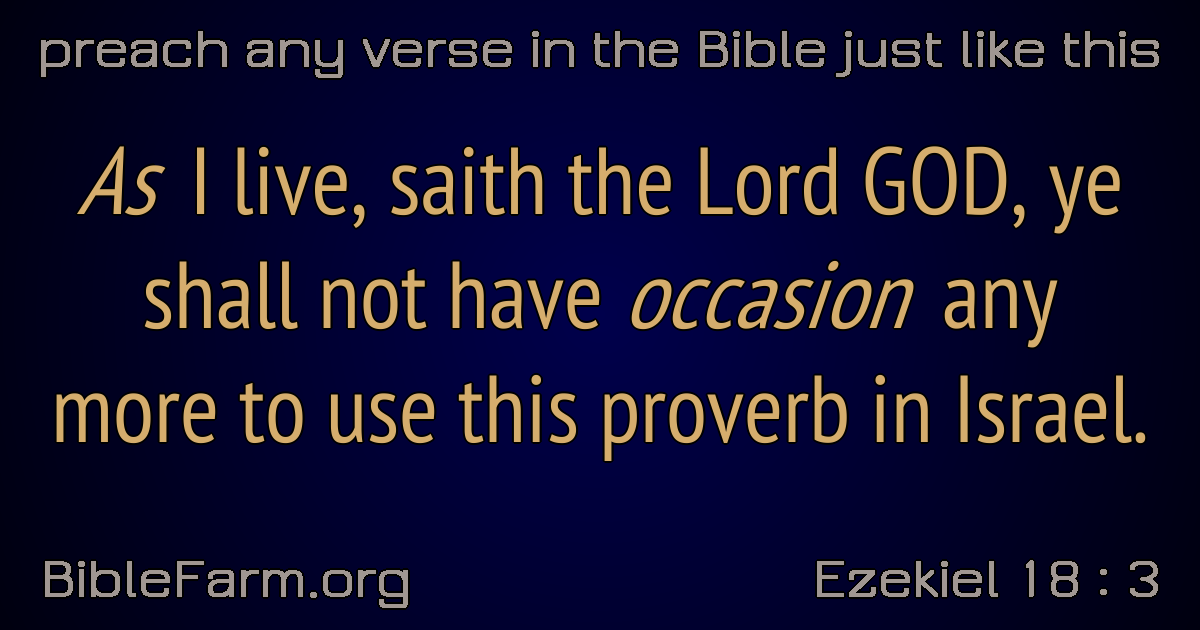 preach any verse in the Bible just like this
As I live, saith the Lord GOD, ye
shall not have occasion any
more to use this proverb in Israel.
BibleFarm.org
Ezekiel 18 : 3